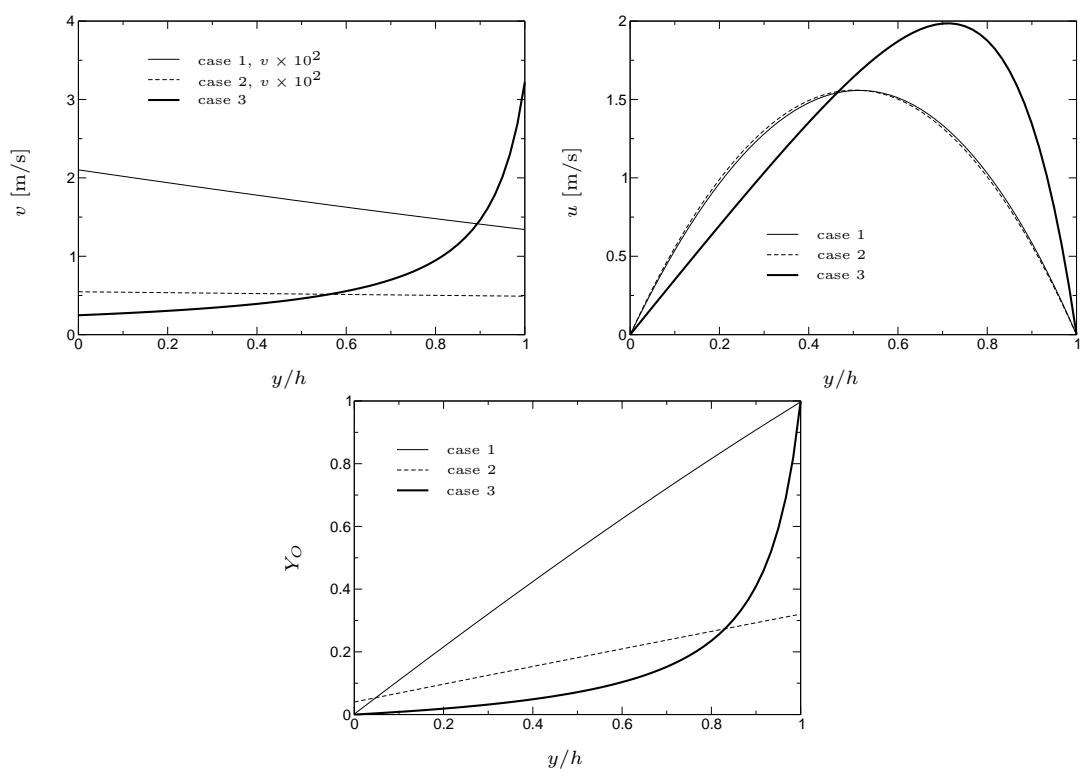 4
3
2
1
0
0 0.2 0.4 0.6 0.8 1
v [m/s]
y/h
case 1, v × 10²
case 2, v × 10²
case 3
2
1.5
1
0.5
0
0 0.2 0.4 0.6 0.8 1
u [m/s]
y/h
case 1
case 2
case 3
1
0.8
0.6
0.4
0.2
0
0 0.2 0.4 0.6 0.8 1
Y_O
y/h
case 1
case 2
case 3